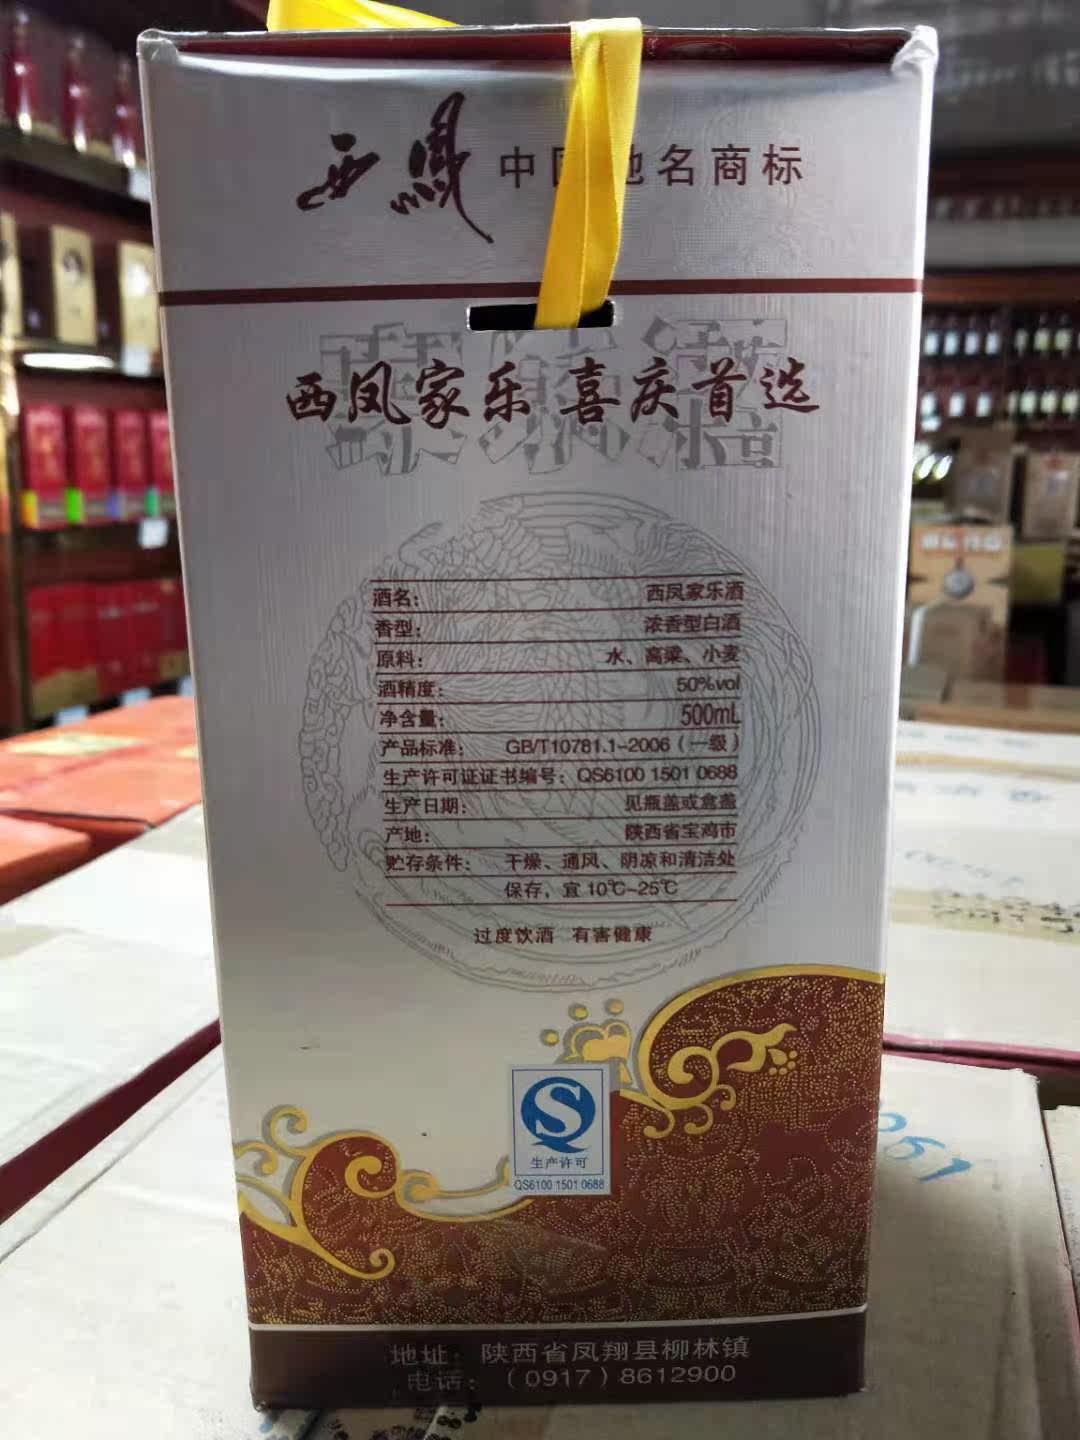 西凤 中国 地名商标
西凤家乐 喜庆首选
酒名： 西凤家乐酒
香型： 浓香型白酒
原料： 水、高粱、小麦
酒精度： 50%vol
净含量： 500mL
产品标准： GB/T10781.1-2006（一级）
生产许可证证书编号：QS6100 1501 0688
生产日期： 见瓶盖或盒盖
产地： 陕西省宝鸡市
贮存条件： 干燥、通风、阴凉和清洁处
保存，宜 10℃-25℃
过度饮酒 有害健康
生产许可
QS6100 1501 0688
地址：陕西省凤翔县柳林镇
电话：（0917）8612900